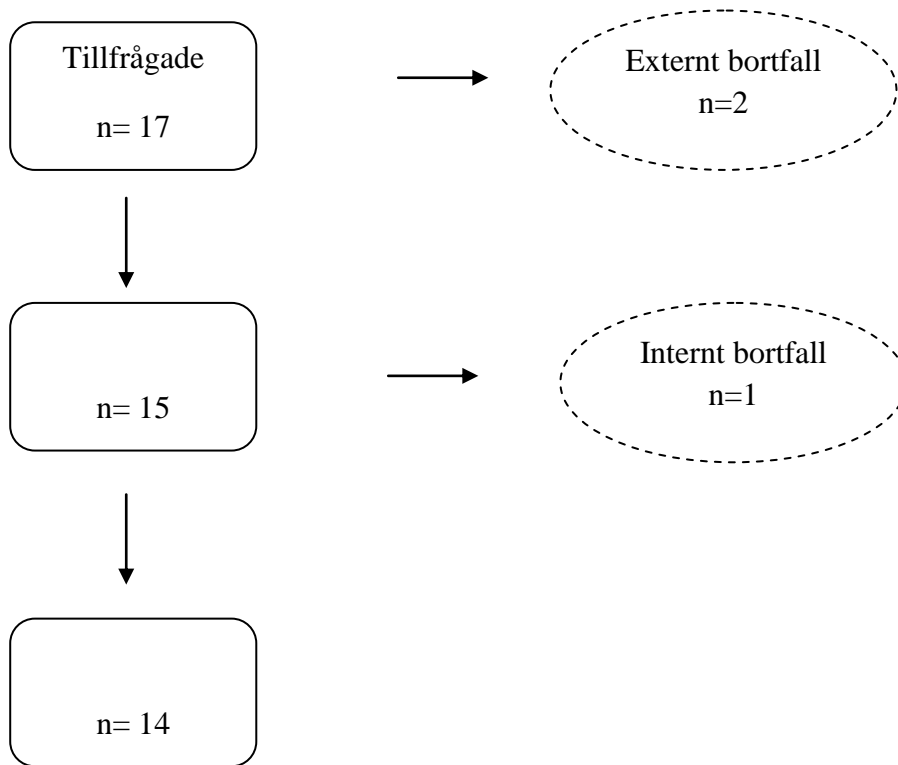 Tillfrågade
n= 17
Externt bortfall
n=2
n= 15
Internt bortfall
n=1
n= 14